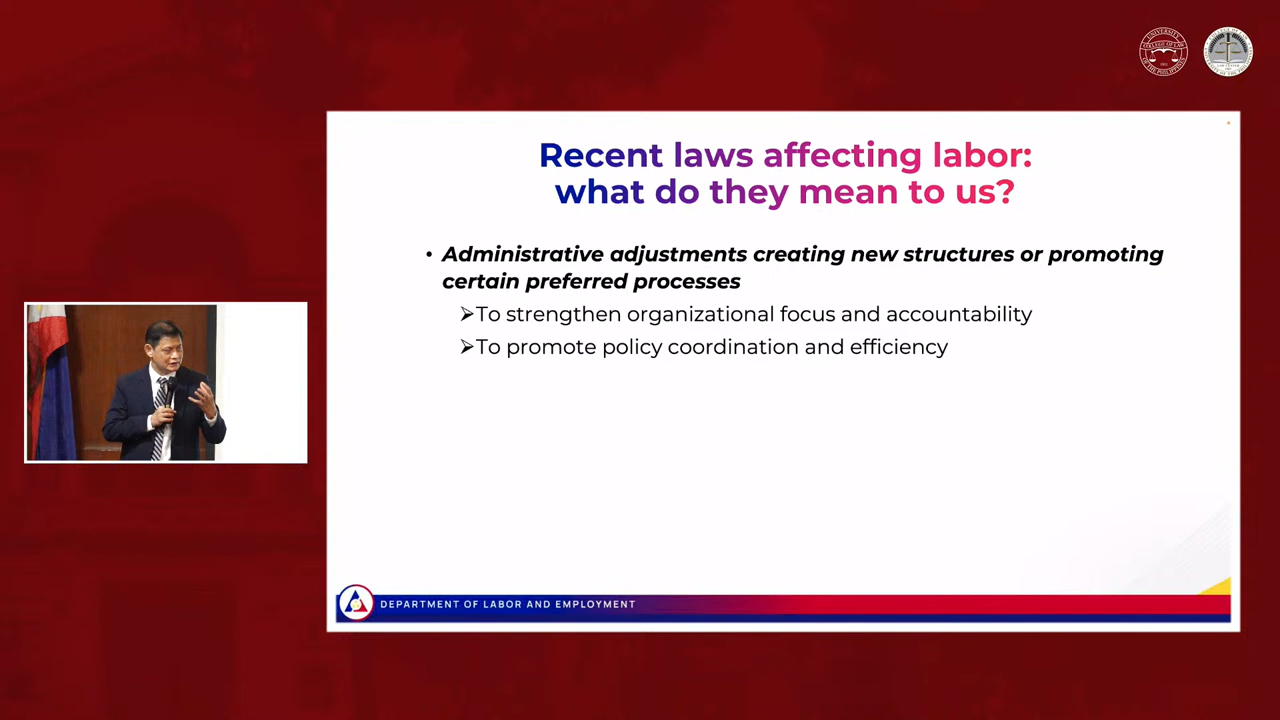 Recent laws affecting labor:
what do they mean to us?
• Administrative adjustments creating new structures or promoting
certain preferred processes
➢To strengthen organizational focus and accountability
➢To promote policy coordination and efficiency
DEPARTMENT OF LABOR AND EMPLOYMENT